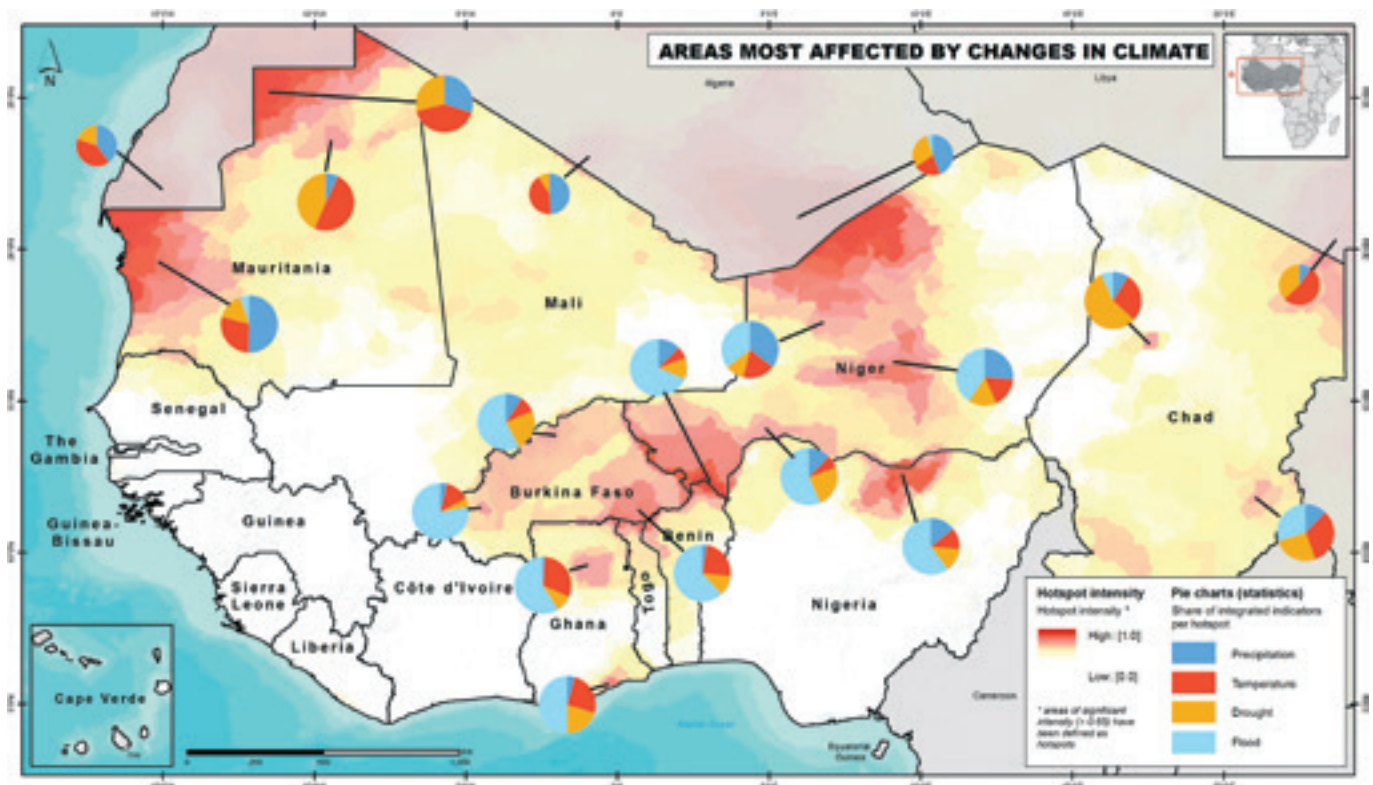 AREAS MOST AFFECTED BY CHANGES IN CLIMATE
N
Algeria
Libya
Mauritania
Mali
Niger
Chad
Senegal
The
Gambia
Guinea-
Bissau
Guinea
Sierra
Leone
Liberia
Côte d'Ivoire
Burkina Faso
Ghana
Togo
Benin
Nigeria
Cameroon
Equatorial
Guinea
Cape Verde
Hotspot intensity
Hotspot intensity *
High: [1.0]
Low: [0.0]
* areas of significant
intensity (> 0.65) have
been defined as
hotspots
Pie charts (statistics)
Share of integrated indicators
per hotspot
Precipitation
Temperature
Drought
Flood